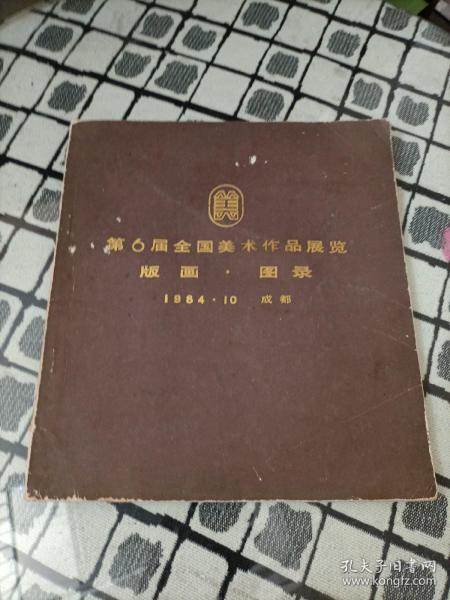 美
第6届全国美术作品展览
版画·图录
1984·10 成都
孔夫子旧书网
www.kongfz.com